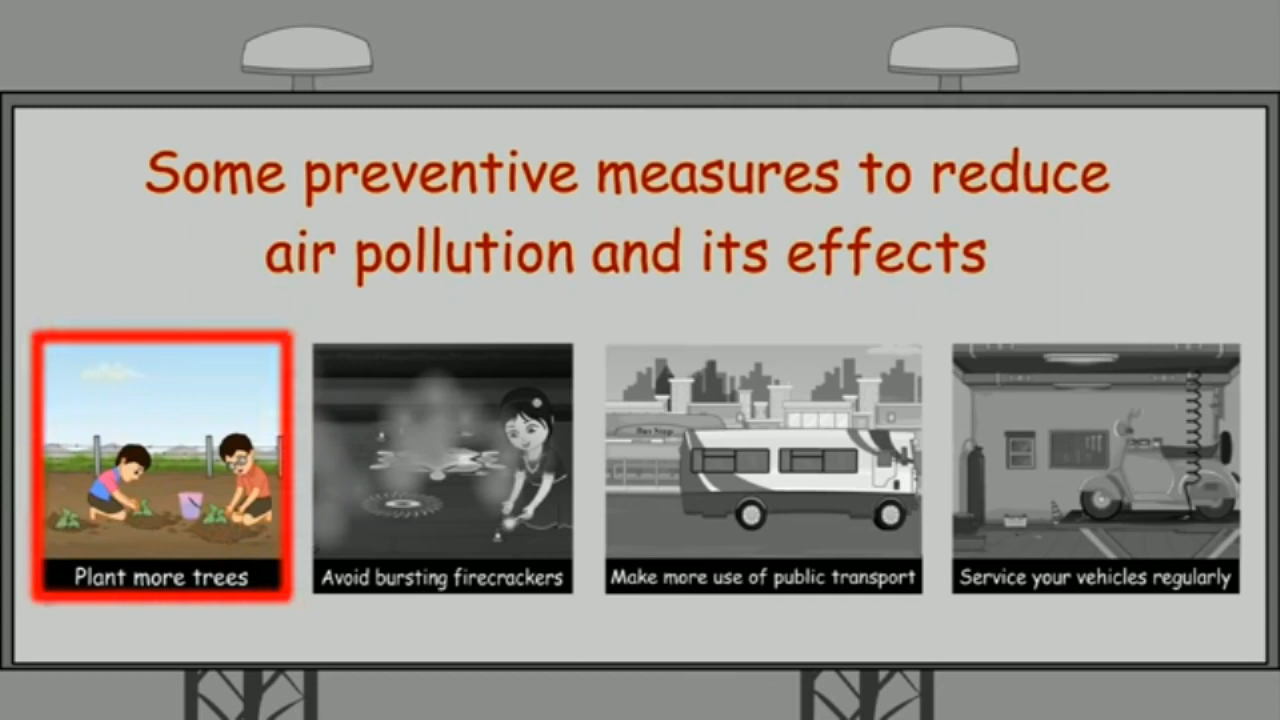 Some preventive measures to reduce
air pollution and its effects
Plant more trees
Avoid bursting firecrackers
Make more use of public transport
Service your vehicles regularly